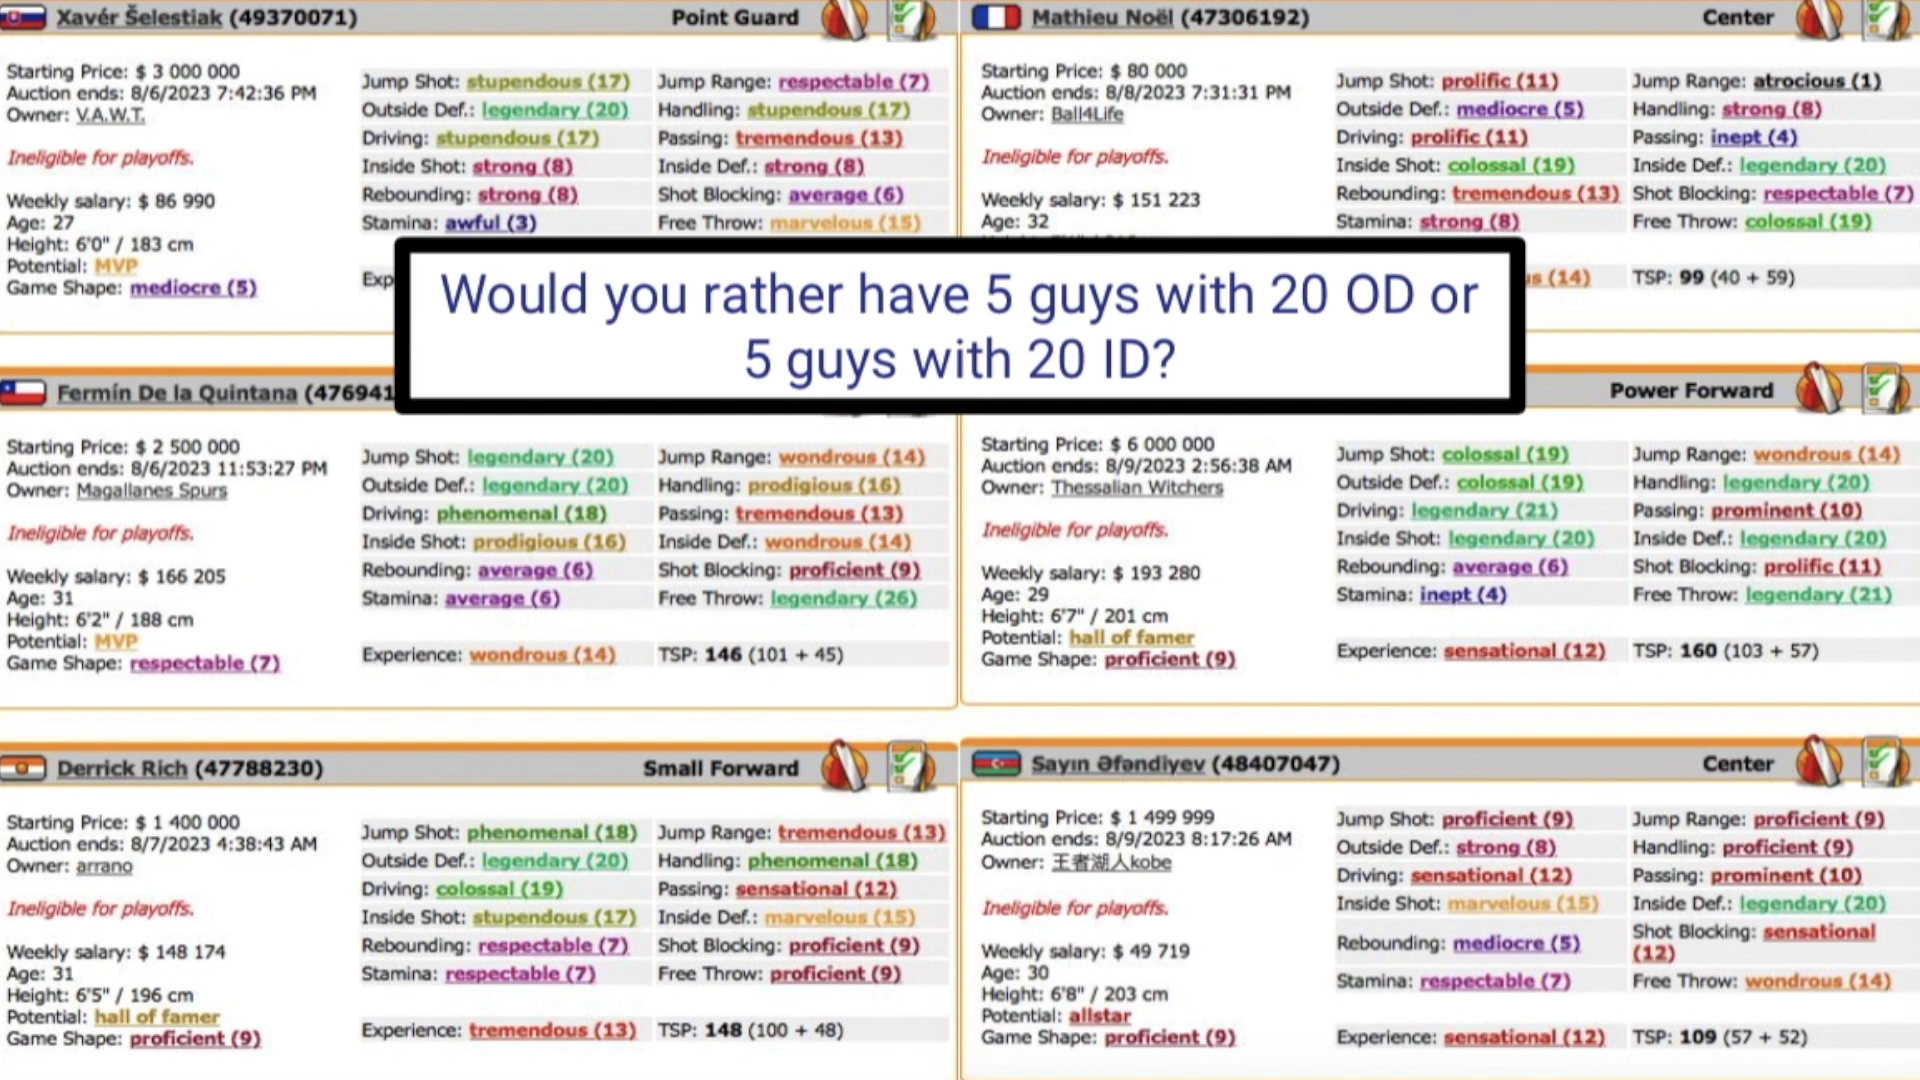 Xavér Šelestiak (49370071) Point Guard
Starting Price: $ 3 000 000
Auction ends: 8/6/2023 7:42:36 PM
Owner: V.A.W.T.
Ineligible for playoffs.
Weekly salary: $ 86 990
Age: 27
Height: 6'0" / 183 cm
Potential: MVP
Game Shape: mediocre (5)
Jump Shot: stupendous (17) Jump Range: respectable (7)
Outside Def.: legendary (20) Handling: stupendous (17)
Driving: stupendous (17) Passing: tremendous (13)
Inside Shot: strong (8) Inside Def.: strong (8)
Rebounding: strong (8) Shot Blocking: average (6)
Stamina: awful (3) Free Throw: marvelous (15)
Exp
Mathieu Noël (47306192) Center
Starting Price: $ 80 000
Auction ends: 8/8/2023 7:31:31 PM
Owner: Ball4Life
Ineligible for playoffs.
Weekly salary: $ 151 223
Age: 32
Jump Shot: prolific (11) Jump Range: atrocious (1)
Outside Def.: mediocre (5) Handling: strong (8)
Driving: prolific (11) Passing: inept (4)
Inside Shot: colossal (19) Inside Def.: legendary (20)
Rebounding: tremendous (13) Shot Blocking: respectable (7)
Stamina: strong (8) Free Throw: colossal (19)
us (14) TSP: 99 (40 + 59)
Would you rather have 5 guys with 20 OD or
5 guys with 20 ID?
Fermín De la Quintana (476941
Starting Price: $ 2 500 000
Auction ends: 8/6/2023 11:53:27 PM
Owner: Magallanes Spurs
Ineligible for playoffs.
Weekly salary: $ 166 205
Age: 31
Height: 6'2" / 188 cm
Potential: MVP
Game Shape: respectable (7)
Jump Shot: legendary (20) Jump Range: wondrous (14)
Outside Def.: legendary (20) Handling: prodigious (16)
Driving: phenomenal (18) Passing: tremendous (13)
Inside Shot: prodigious (16) Inside Def.: wondrous (14)
Rebounding: average (6) Shot Blocking: proficient (9)
Stamina: average (6) Free Throw: legendary (26)
Experience: wondrous (14) TSP: 146 (101 + 45)
Power Forward
Starting Price: $ 6 000 000
Auction ends: 8/9/2023 2:56:38 AM
Owner: Thessalian Witchers
Ineligible for playoffs.
Weekly salary: $ 193 280
Age: 29
Height: 6'7" / 201 cm
Potential: hall of famer
Game Shape: proficient (9)
Jump Shot: colossal (19) Jump Range: wondrous (14)
Outside Def.: colossal (19) Handling: legendary (20)
Driving: legendary (21) Passing: prominent (10)
Inside Shot: legendary (20) Inside Def.: legendary (20)
Rebounding: average (6) Shot Blocking: prolific (11)
Stamina: inept (4) Free Throw: legendary (21)
Experience: sensational (12) TSP: 160 (103 + 57)
Derrick Rich (47788230) Small Forward
Starting Price: $ 1 400 000
Auction ends: 8/7/2023 4:38:43 AM
Owner: arrano
Ineligible for playoffs.
Weekly salary: $ 148 174
Age: 31
Height: 6'5" / 196 cm
Potential: hall of famer
Game Shape: proficient (9)
Jump Shot: phenomenal (18) Jump Range: tremendous (13)
Outside Def.: legendary (20) Handling: phenomenal (18)
Driving: colossal (19) Passing: sensational (12)
Inside Shot: stupendous (17) Inside Def.: marvelous (15)
Rebounding: respectable (7) Shot Blocking: proficient (9)
Stamina: respectable (7) Free Throw: proficient (9)
Experience: tremendous (13) TSP: 148 (100 + 48)
Sayın Əfəndiyev (48407047) Center
Starting Price: $ 1 499 999
Auction ends: 8/9/2023 8:17:26 AM
Owner: 王者湖人kobe
Ineligible for playoffs.
Weekly salary: $ 49 719
Age: 30
Height: 6'8" / 203 cm
Potential: allstar
Game Shape: proficient (9)
Jump Shot: proficient (9) Jump Range: proficient (9)
Outside Def.: strong (8) Handling: proficient (9)
Driving: sensational (12) Passing: prominent (10)
Inside Shot: marvelous (15) Inside Def.: legendary (20)
Rebounding: mediocre (5) Shot Blocking: sensational
(12)
Stamina: respectable (7) Free Throw: wondrous (14)
Experience: sensational (12) TSP: 109 (57 + 52)